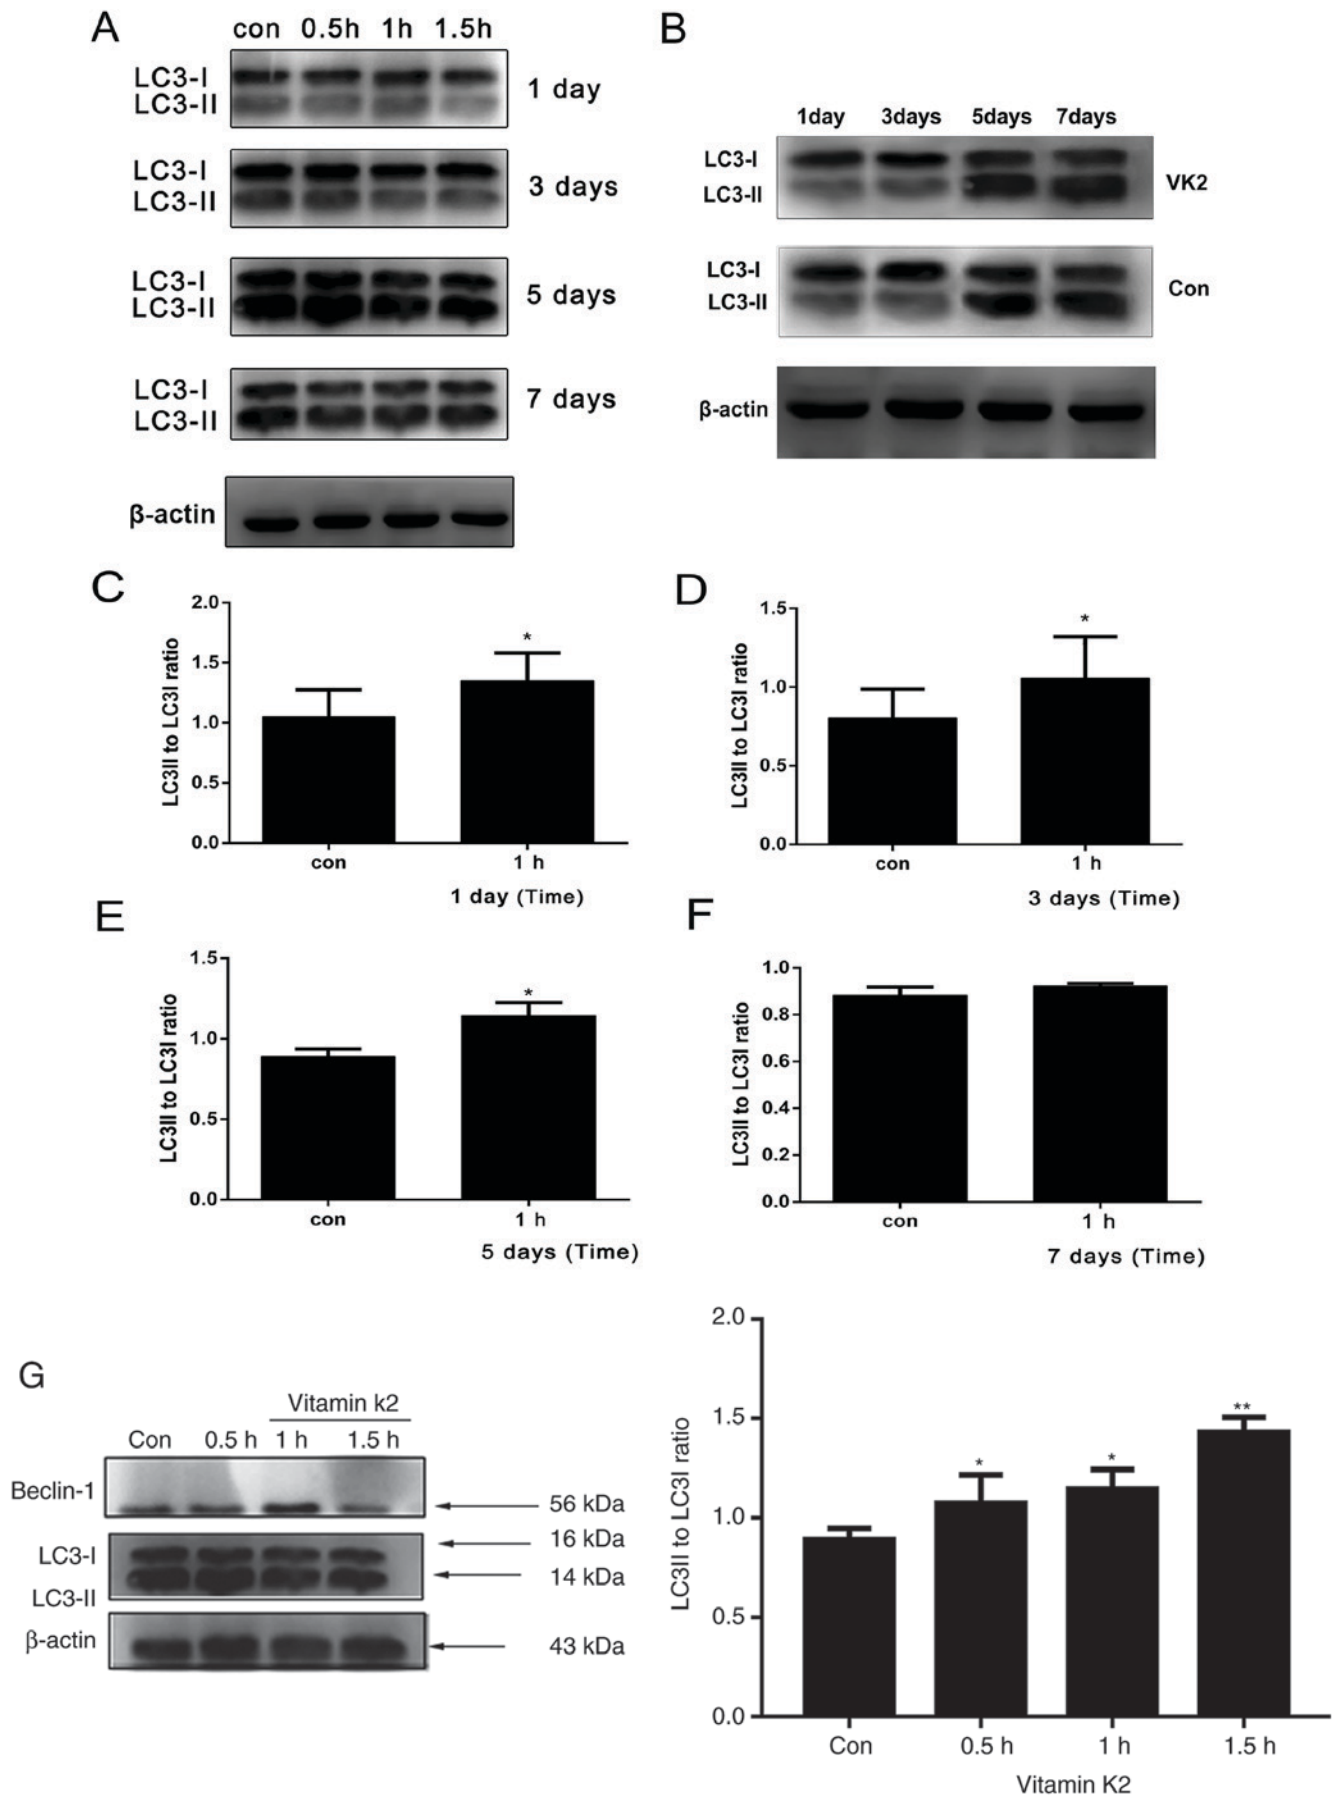 A
con 0.5h 1h 1.5h
LC3-I
LC3-II
1 day
LC3-I
LC3-II
3 days
LC3-I
LC3-II
5 days
LC3-I
LC3-II
7 days
β-actin
B
1day 3days 5days 7days
LC3-I
LC3-II
VK2
LC3-I
LC3-II
Con
β-actin
C
LC3II to LC3I ratio
2.0
1.5
1.0
0.5
0.0
*
con 1 h
1 day (Time)
D
LC3II to LC3I ratio
1.5
1.0
0.5
0.0
*
con 1 h
3 days (Time)
E
LC3II to LC3I ratio
1.5
1.0
0.5
0.0
*
con 1 h
5 days (Time)
F
LC3II to LC3I ratio
1.0
0.8
0.6
0.4
0.2
0.0
con 1 h
7 days (Time)
G
Vitamin k2
Con 0.5 h 1 h 1.5 h
Beclin-1
56 kDa
16 kDa
LC3-I
14 kDa
LC3-II
β-actin
43 kDa
LC3II to LC3I ratio
2.0
1.5
1.0
0.5
0.0
* * **
Con 0.5 h 1 h 1.5 h
Vitamin K2